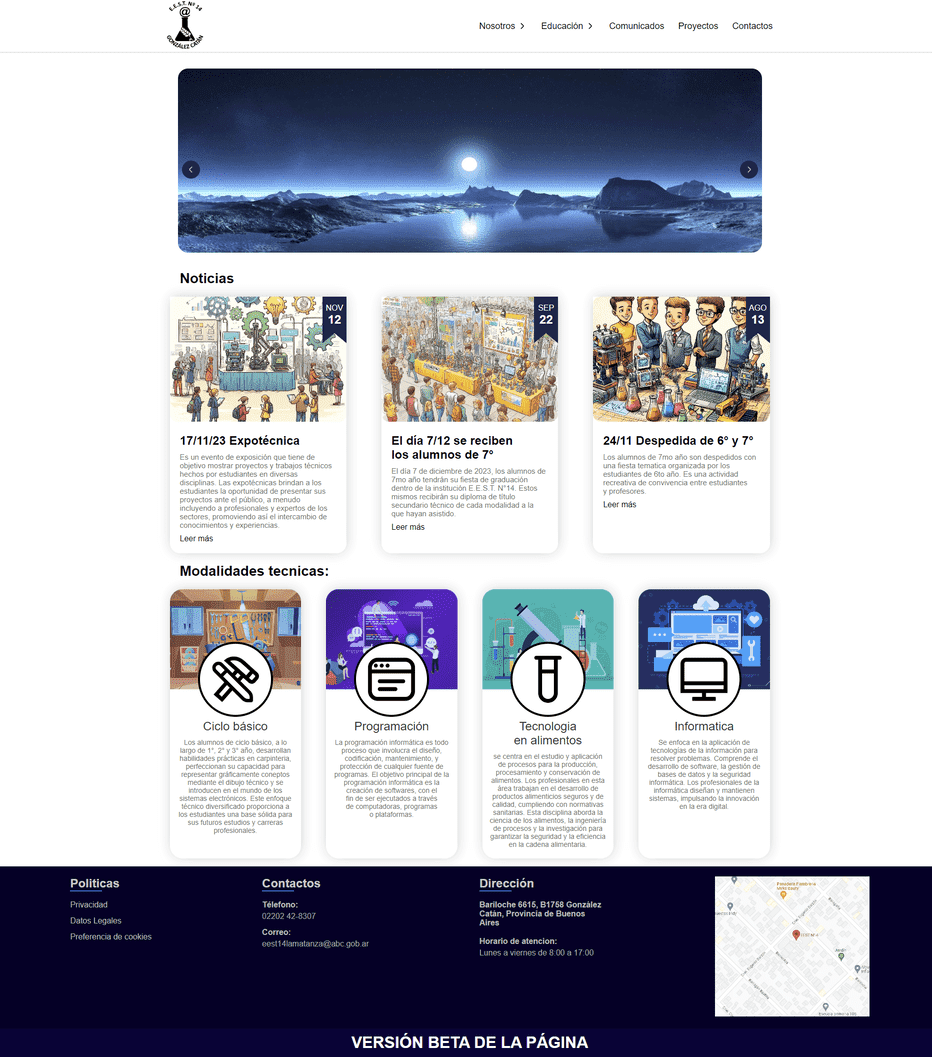 E.E.S.T. Nº 14
GONZÁLEZ CATÁN
Nosotros
Educación
Comunicados
Proyectos
Contactos
Noticias
NOV
12
17/11/23 Expotécnica
Es un evento de exposición que tiene de
objetivo mostrar proyectos y trabajos técnicos
hechos por estudiantes en diversas
disciplinas. Las expotécnicas brindan a los
estudiantes la oportunidad de presentar sus
proyectos ante el público, a menudo
incluyendo a profesionales y expertos de los
sectores, promoviendo así el intercambio de
conocimientos y experiencias.
Leer más
SEP
22
El día 7/12 se reciben
los alumnos de 7°
El día 7 de diciembre de 2023, los alumnos de
7mo año tendrán su fiesta de graduación
dentro de la institución E.E.S.T. N°14. Estos
mismos recibirán su diploma de título
secundario técnico de cada modalidad a la
que hayan asistido.
Leer más
AGO
13
24/11 Despedida de 6° y 7°
Los alumnos de 7mo año son despedidos con
una fiesta tematica organizada por los
estudiantes de 6to año. Es una actividad
recreativa de convivencia entre estudiantes
y profesores.
Leer más
Modalidades tecnicas:
Ciclo básico
Los alumnos de ciclo básico, a lo
largo de 1°, 2° y 3° año, desarrollan
habilidades prácticas en carpintería,
perfeccionan su capacidad para
representar gráficamente coneptos
mediante el dibujo técnico y se
introducen en el mundo de los
sistemas electrónicos. Este enfoque
técnico diversificado proporciona a
los estudiantes una base sólida para
sus futuros estudios y carreras
profesionales.
Programación
La programación informática es todo
proceso que involucra el diseño,
codificación, mantenimiento, y
protección de cualquier fuente de
programas. El objetivo principal de la
programación informática es la
creación de softwares, con el
fin de ser ejecutados a través
de computadoras, programas
o plataformas.
Tecnologia
en alimentos
se centra en el estudio y aplicación
de procesos para la producción,
procesamiento y conservación de
alimentos. Los profesionales en esta
área trabajan en el desarrollo de
productos alimenticios seguros y de
calidad, cumpliendo con normativas
sanitarias. Esta disciplina aborda la
ciencia de los alimentos, la ingeniería
de procesos y la investigación para
garantizar la seguridad y la eficiencia
en la cadena alimentaria.
Informatica
Se enfoca en la aplicación de
tecnologías de la información para
resolver problemas. Comprende el
desarrollo de software, la gestión de
bases de datos y la seguridad
informática. Los profesionales de la
informática diseñan y mantienen
sistemas, impulsando la innovación
en la era digital.
Politicas
Privacidad
Datos Legales
Preferencia de cookies
Contactos
Télefono:
02202 42-8307
Correo:
eest14lamatanza@abc.gob.ar
Dirección
Bariloche 6615, B1758 González
Catán, Provincia de Buenos
Aires
Horario de atencion:
Lunes a viernes de 8:00 a 17:00
VERSIÓN BETA DE LA PÁGINA